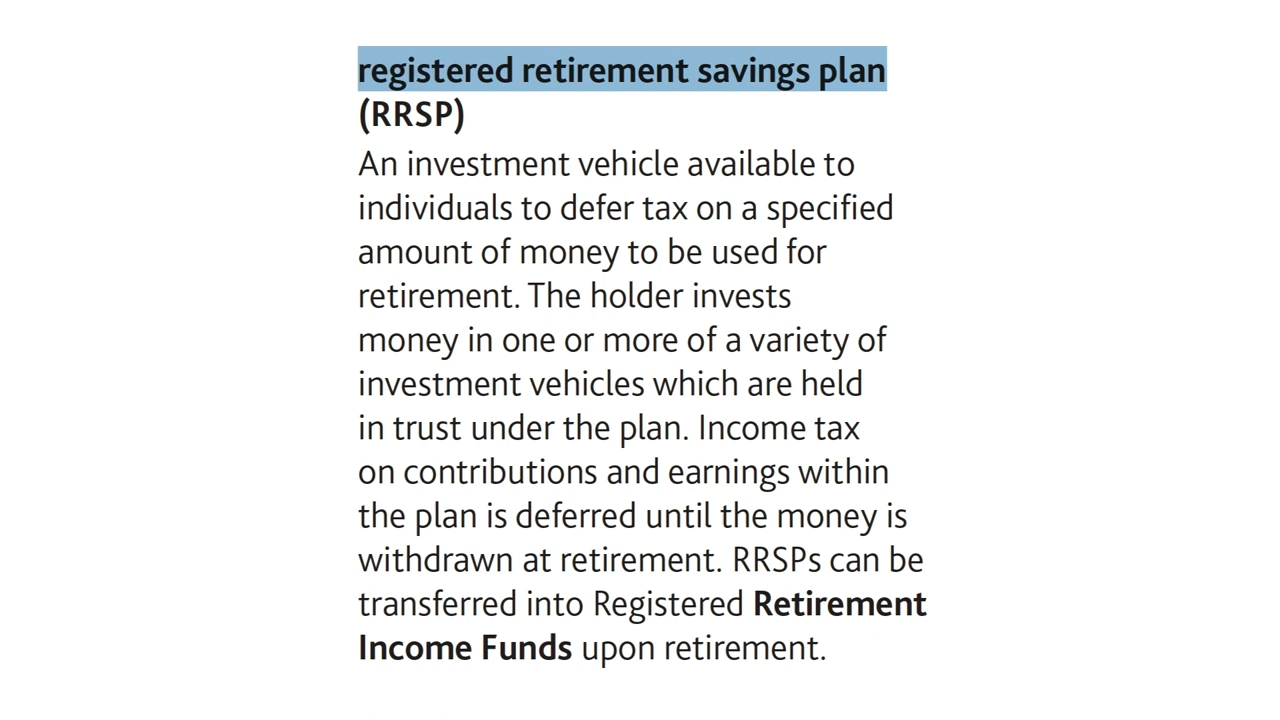 registered retirement savings plan
(RRSP)
An investment vehicle available to
individuals to defer tax on a specified
amount of money to be used for
retirement. The holder invests
money in one or more of a variety of
investment vehicles which are held
in trust under the plan. Income tax
on contributions and earnings within
the plan is deferred until the money is
withdrawn at retirement. RRSPs can be
transferred into Registered Retirement
Income Funds upon retirement.